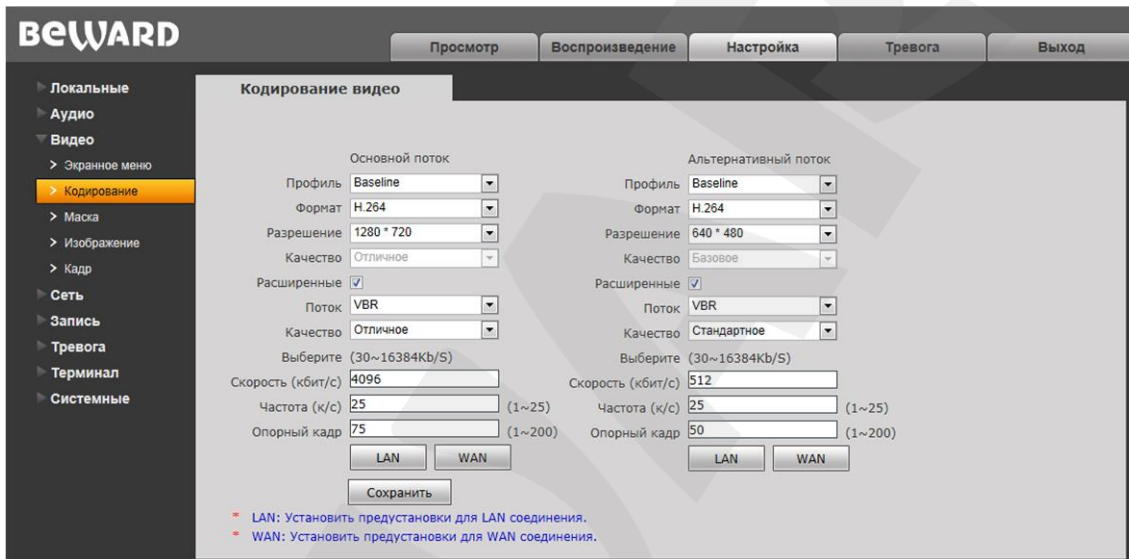 BEWARD
Просмотр Воспроизведение Настройка Тревога Выход
Локальные
Аудио
Видео
> Экранное меню
> Кодирование
> Маска
> Изображение
> Кадр
Сеть
Запись
Тревога
Терминал
Системные
Кодирование видео
Основной поток Альтернативный поток
Профиль Baseline Профиль Baseline
Формат H.264 Формат H.264
Разрешение 1280 * 720 Разрешение 640 * 480
Качество Отличное Качество Базовое
Расширенные Расширенные
Поток VBR Поток VBR
Качество Отличное Качество Стандартное
Выберите (30~16384Kb/S) Выберите (30~16384Kb/S)
Скорость (кбит/с) 4096 Скорость (кбит/с) 512
Частота (к/с) 25 (1~25) Частота (к/с) 25 (1~25)
Опорный кадр 75 (1~200) Опорный кадр 50 (1~200)
LAN WAN LAN WAN
Сохранить
* LAN: Установить предустановки для LAN соединения.
* WAN: Установить предустановки для WAN соединения.